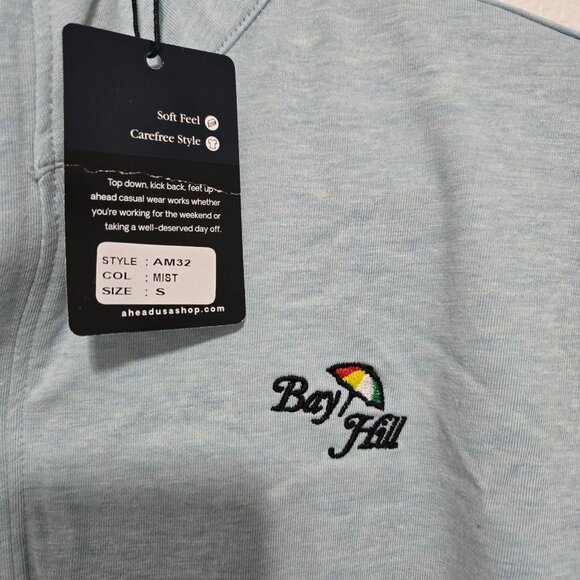 Soft Feel
Carefree Style
Top down, kick back, feet up -
ahead casual wear works whether
you're working for the weekend or
taking a well-deserved day off.
STYLE : AM32
COL : MIST
SIZE : S
aheadusashop.com
Bay
Hill